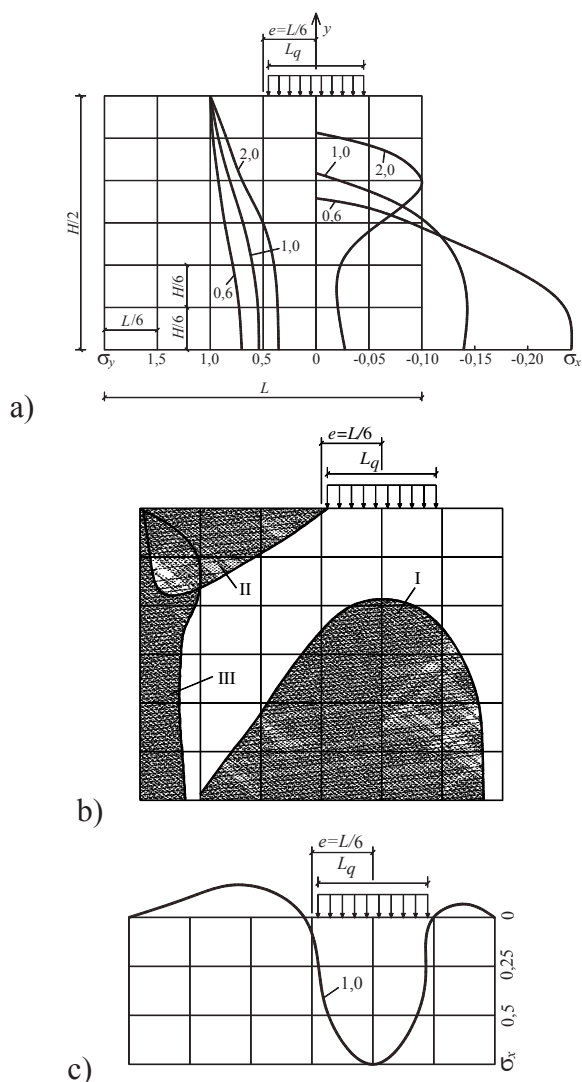 y
e=L/6
L_q
2,0
1,0
2,0
0,6
1,0
0,6
H/2
H/6
L/6
H/6
σ_y 1,5 1,0 0,5 0 -0,05 -0,10 -0,15 -0,20 σ_x
L
a)
e=L/6
L_q
I
II
III
b)
e=L/6
L_q
0
0,25
1,0
0,5
σ_x
c)